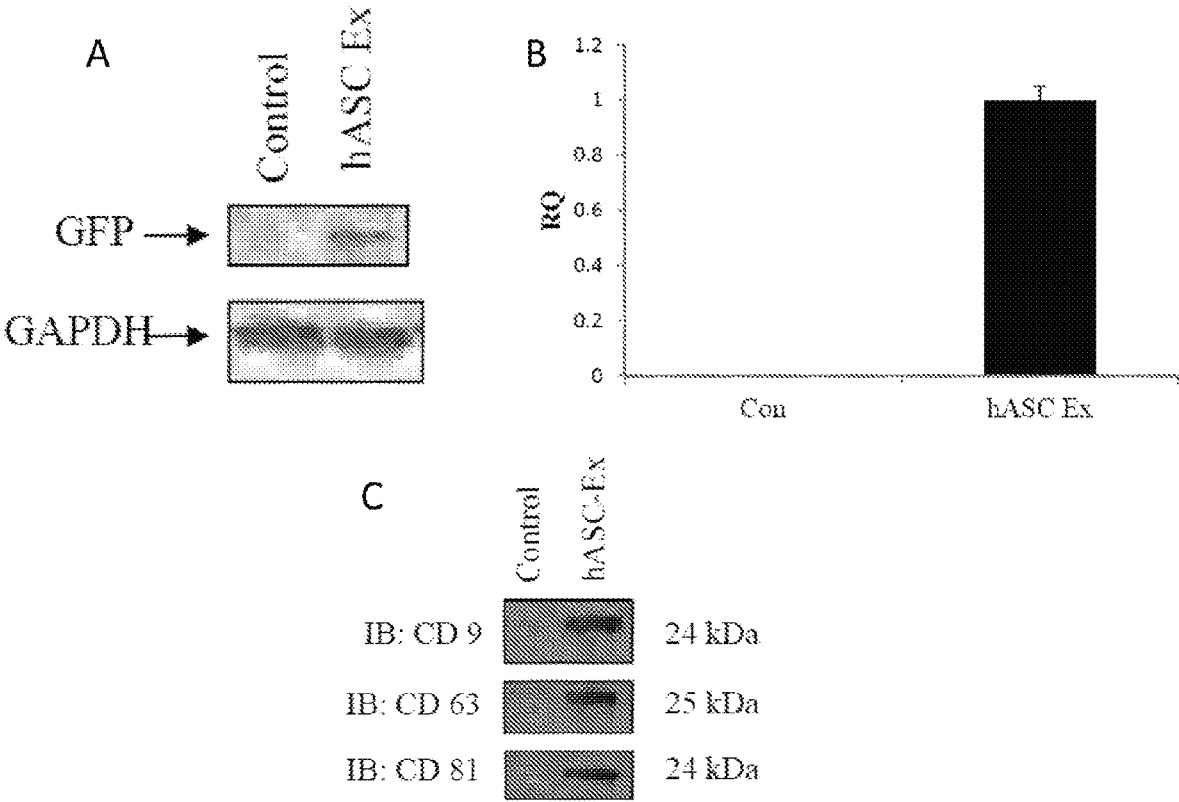 A
Control
hASC Ex
GFP
GAPDH
B
1.2
1
0.8
0.6
0.4
0.2
0
RQ
Con
hASC Ex
C
Control
hASC-Ex
IB: CD 9
24 kDa
IB: CD 63
25 kDa
IB: CD 81
24 kDa